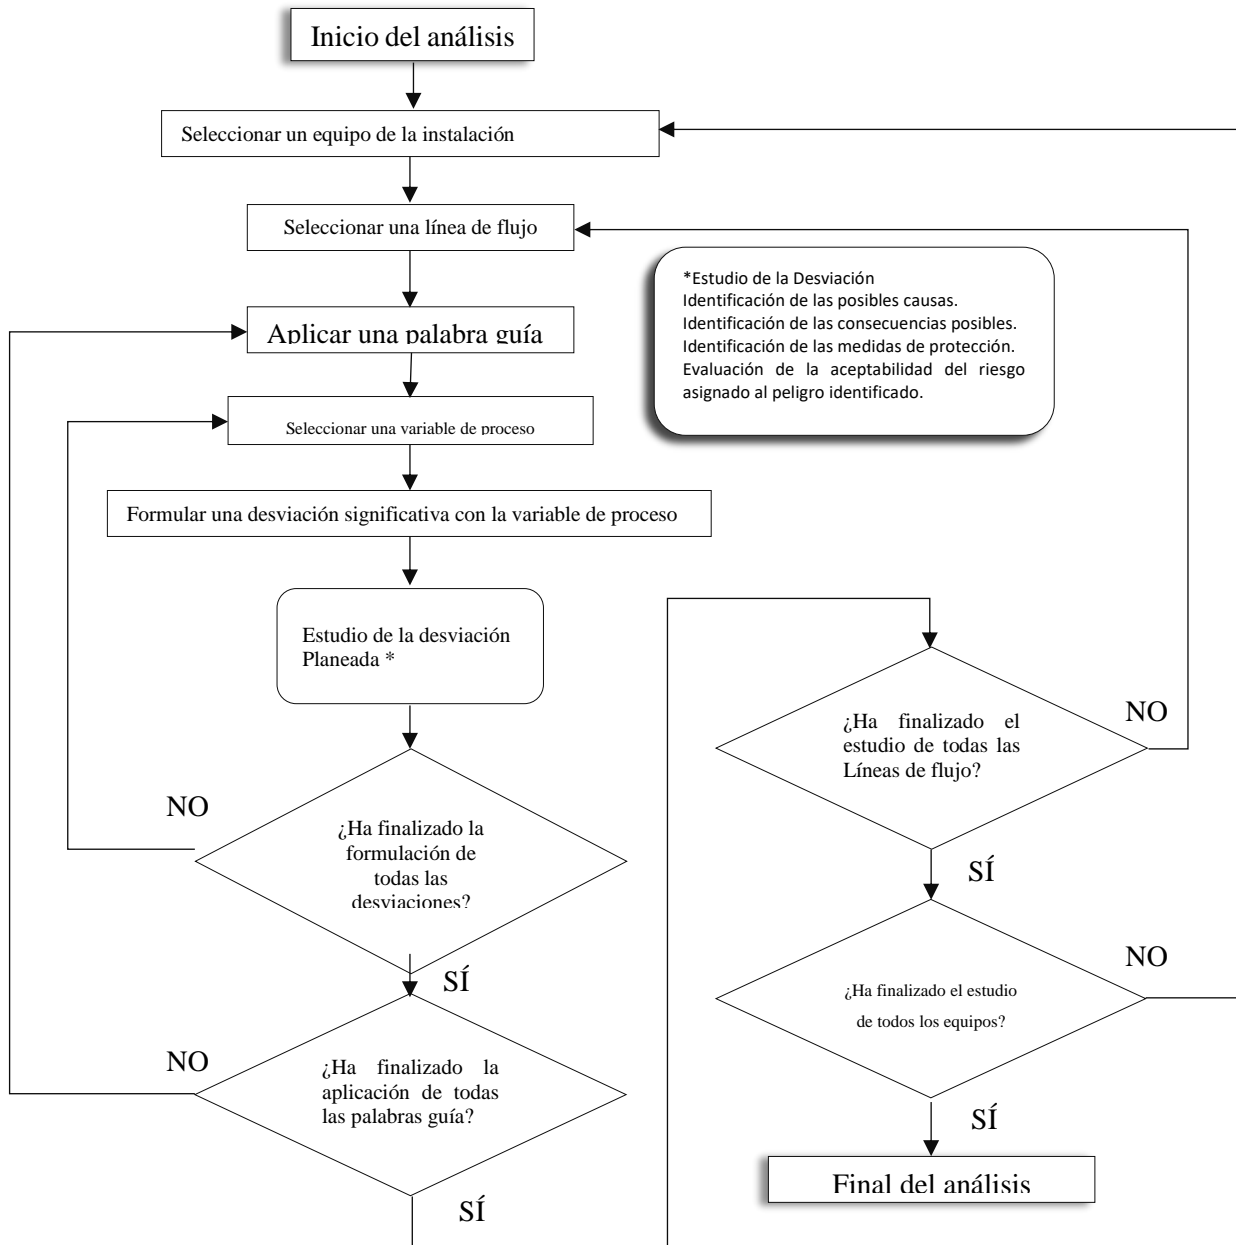 Inicio del análisis
Seleccionar un equipo de la instalación
Seleccionar una línea de flujo
*Estudio de la Desviación
Identificación de las posibles causas.
Identificación de las consecuencias posibles.
Identificación de las medidas de protección.
Evaluación de la aceptabilidad del riesgo
asignado al peligro identificado.
Aplicar una palabra guía
Seleccionar una variable de proceso
Formular una desviación significativa con la variable de proceso
Estudio de la desviación
Planeada *
NO
¿Ha finalizado la
formulación de
todas las
desviaciones?
SÍ
NO
¿Ha finalizado la
aplicación de todas
las palabras guía?
SÍ
¿Ha finalizado el
estudio de todas las
Líneas de flujo?
NO
SÍ
¿Ha finalizado el estudio
de todos los equipos?
NO
SÍ
Final del análisis